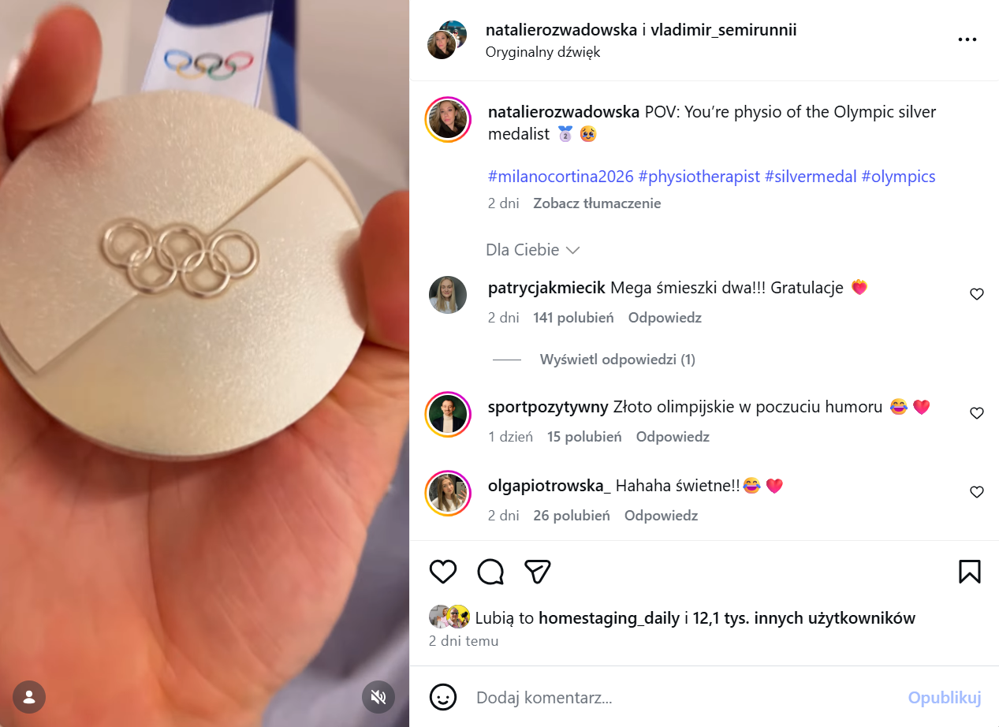 natalierozwadowska i vladimir_semirunnii
Oryginalny dźwięk
natalierozwadowska POV: You’re physio of the Olympic silver
medalist 🥈 🥹
#milanocortina2026 #physiotherapist #silvermedal #olympics
2 dni Zobacz tłumaczenie
Dla Ciebie
patrycjakmiecik Mega śmieszki dwa!!! Gratulacje ❤️‍🔥
2 dni 141 polubień Odpowiedz
Wyświetl odpowiedzi (1)
sportpozytywny Złoto olimpijskie w poczuciu humoru 😂 ❤️
1 dzień 15 polubień Odpowiedz
olgapiotrowska_ Hahaha świetne!!😂 ❤️
2 dni 26 polubień Odpowiedz
Lubią to homestaging_daily i 12,1 tys. innych użytkowników
2 dni temu
Dodaj komentarz...
Opublikuj